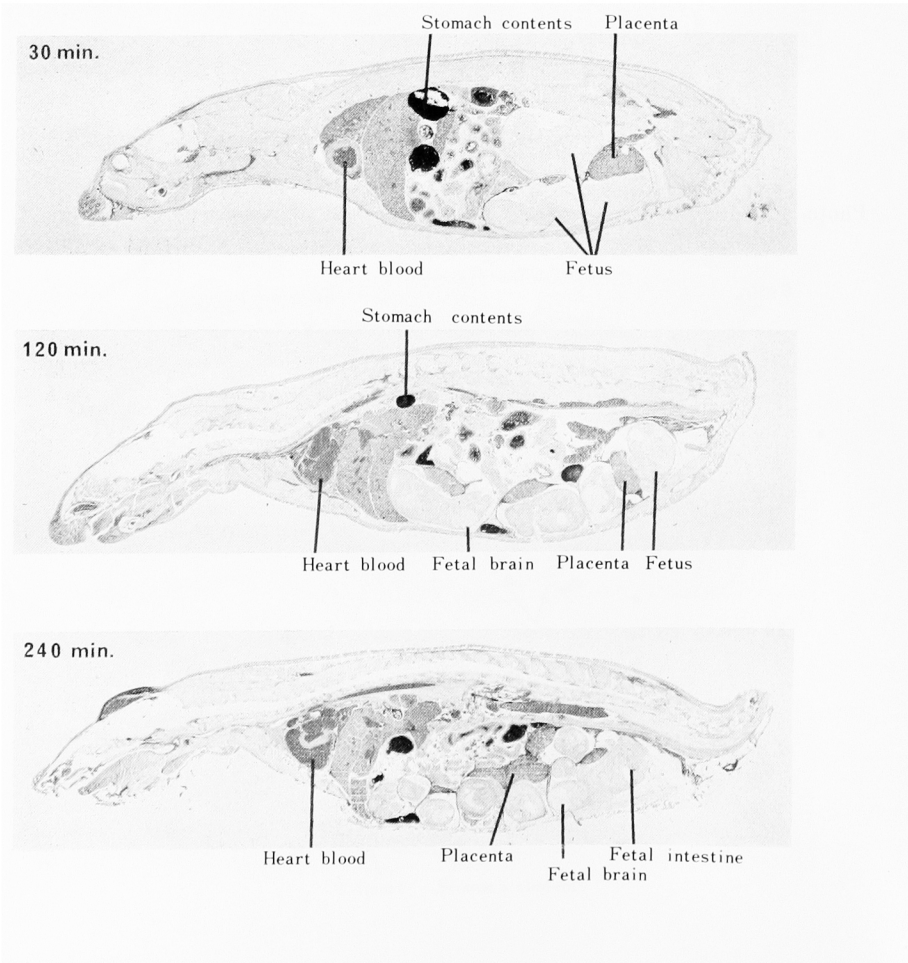 Stomach contents Placenta
30 min.
Heart blood Fetus
Stomach contents
120 min.
Heart blood Fetal brain Placenta Fetus
240 min.
Heart blood Placenta Fetal intestine
Fetal brain